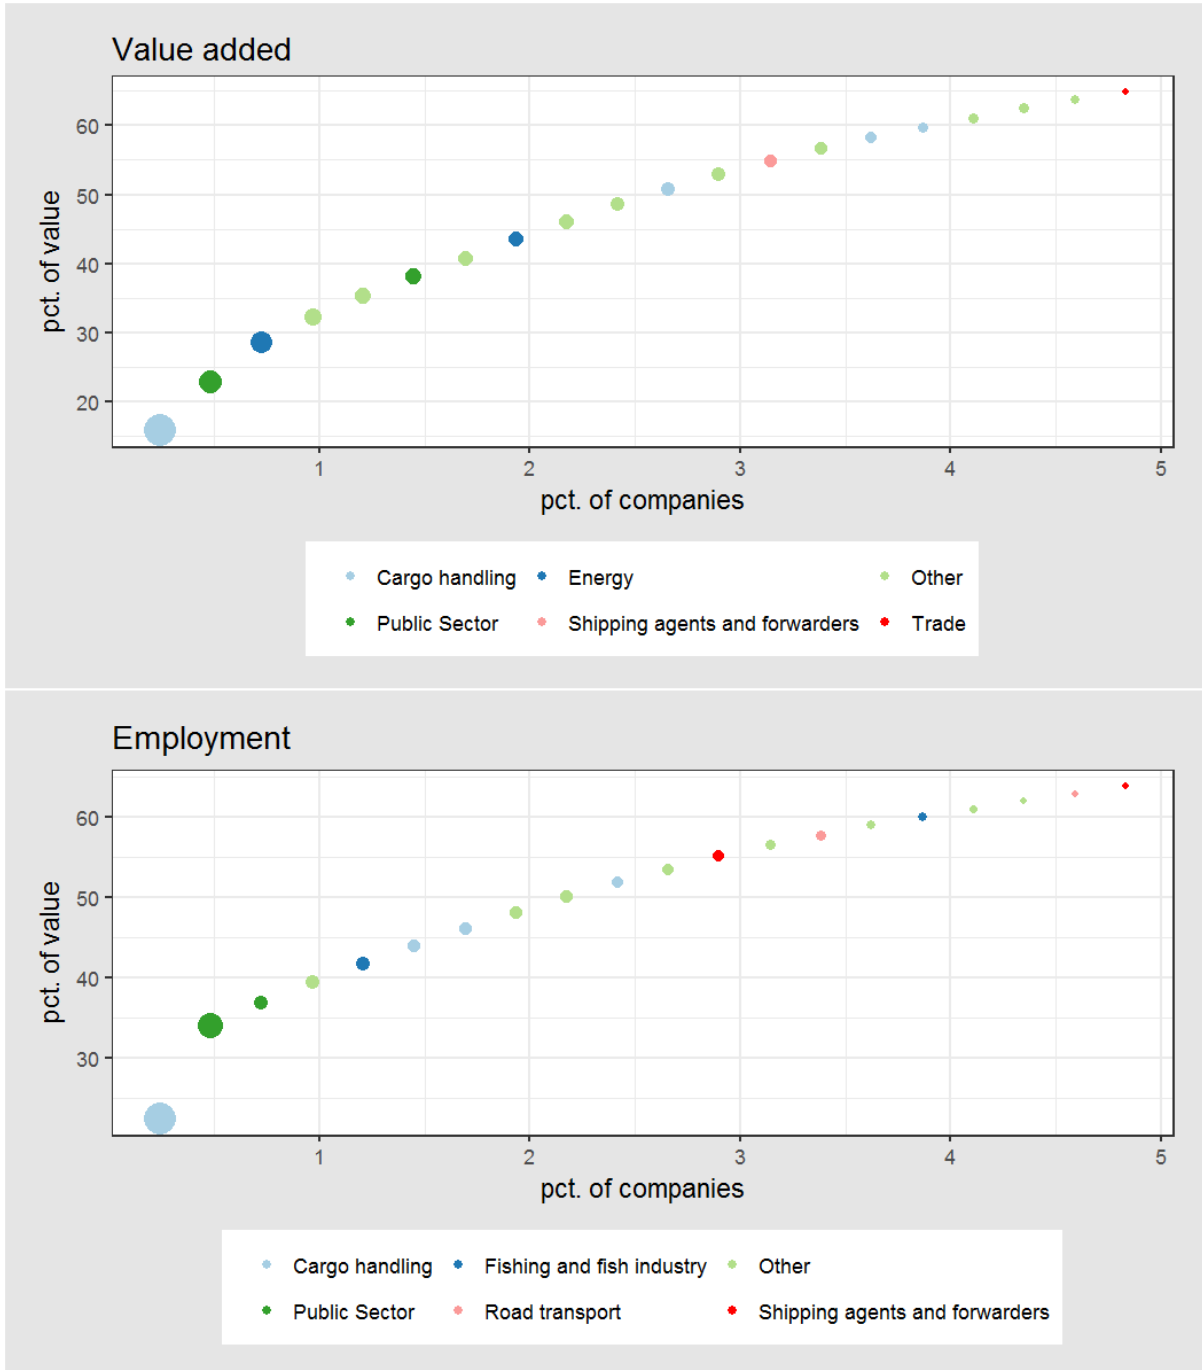 Value added
pct. of value
60
50
40
30
20
1 2 3 4 5
pct. of companies
Cargo handling Energy Other
Public Sector Shipping agents and forwarders Trade
Employment
pct. of value
60
50
40
30
1 2 3 4 5
pct. of companies
Cargo handling Fishing and fish industry Other
Public Sector Road transport Shipping agents and forwarders